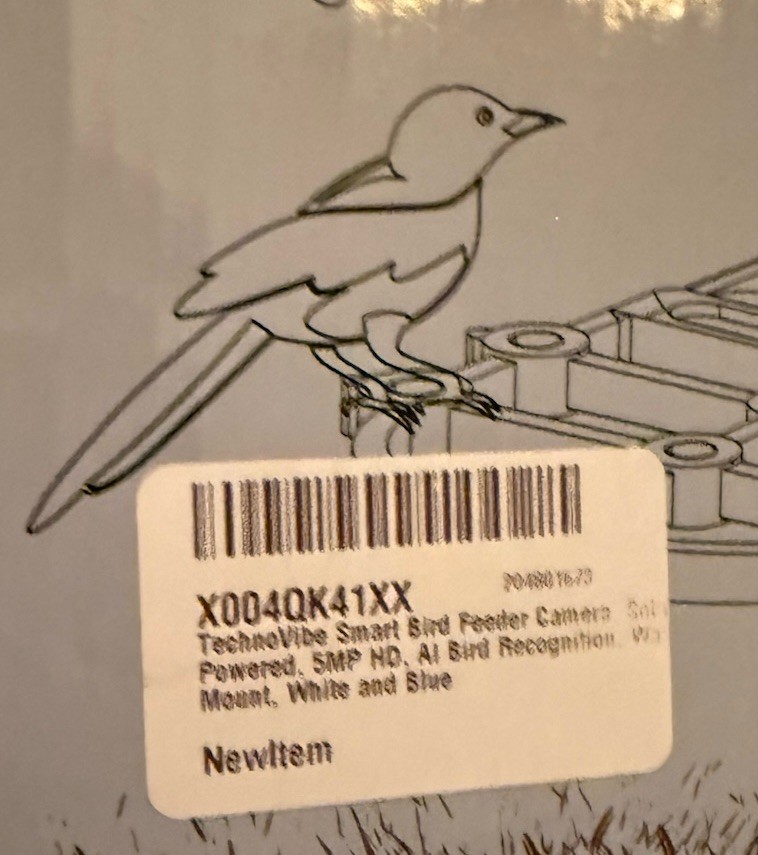 X004QK41XX
TechnoVibe Smart Bird Feeder Camera,
Powered, 5MP HD, AI Bird Recognition,
Mount, White and Blue
NewItem